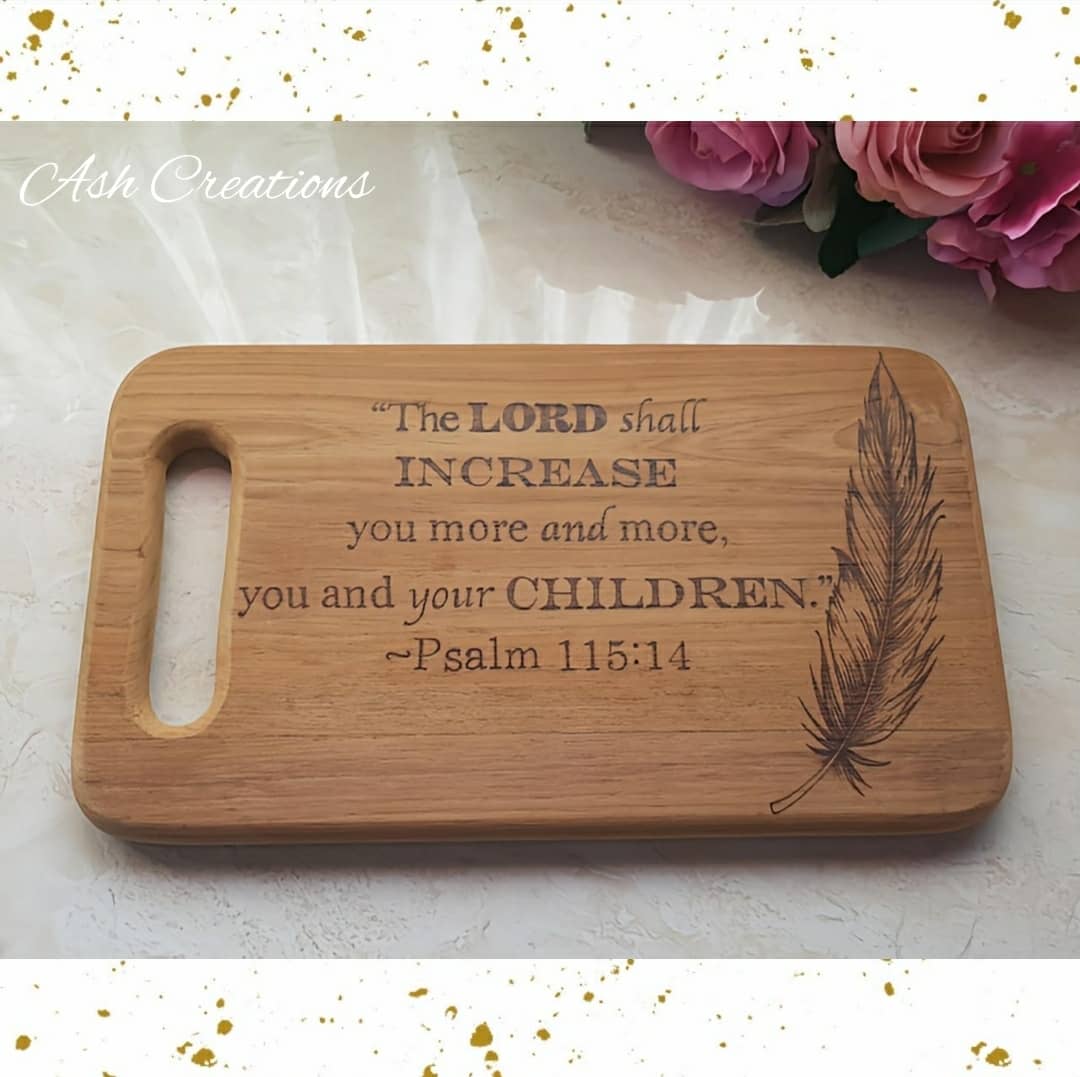 Ash Creations
“The LORD shall
INCREASE
you more and more,
you and your CHILDREN.”
~Psalm 115:14